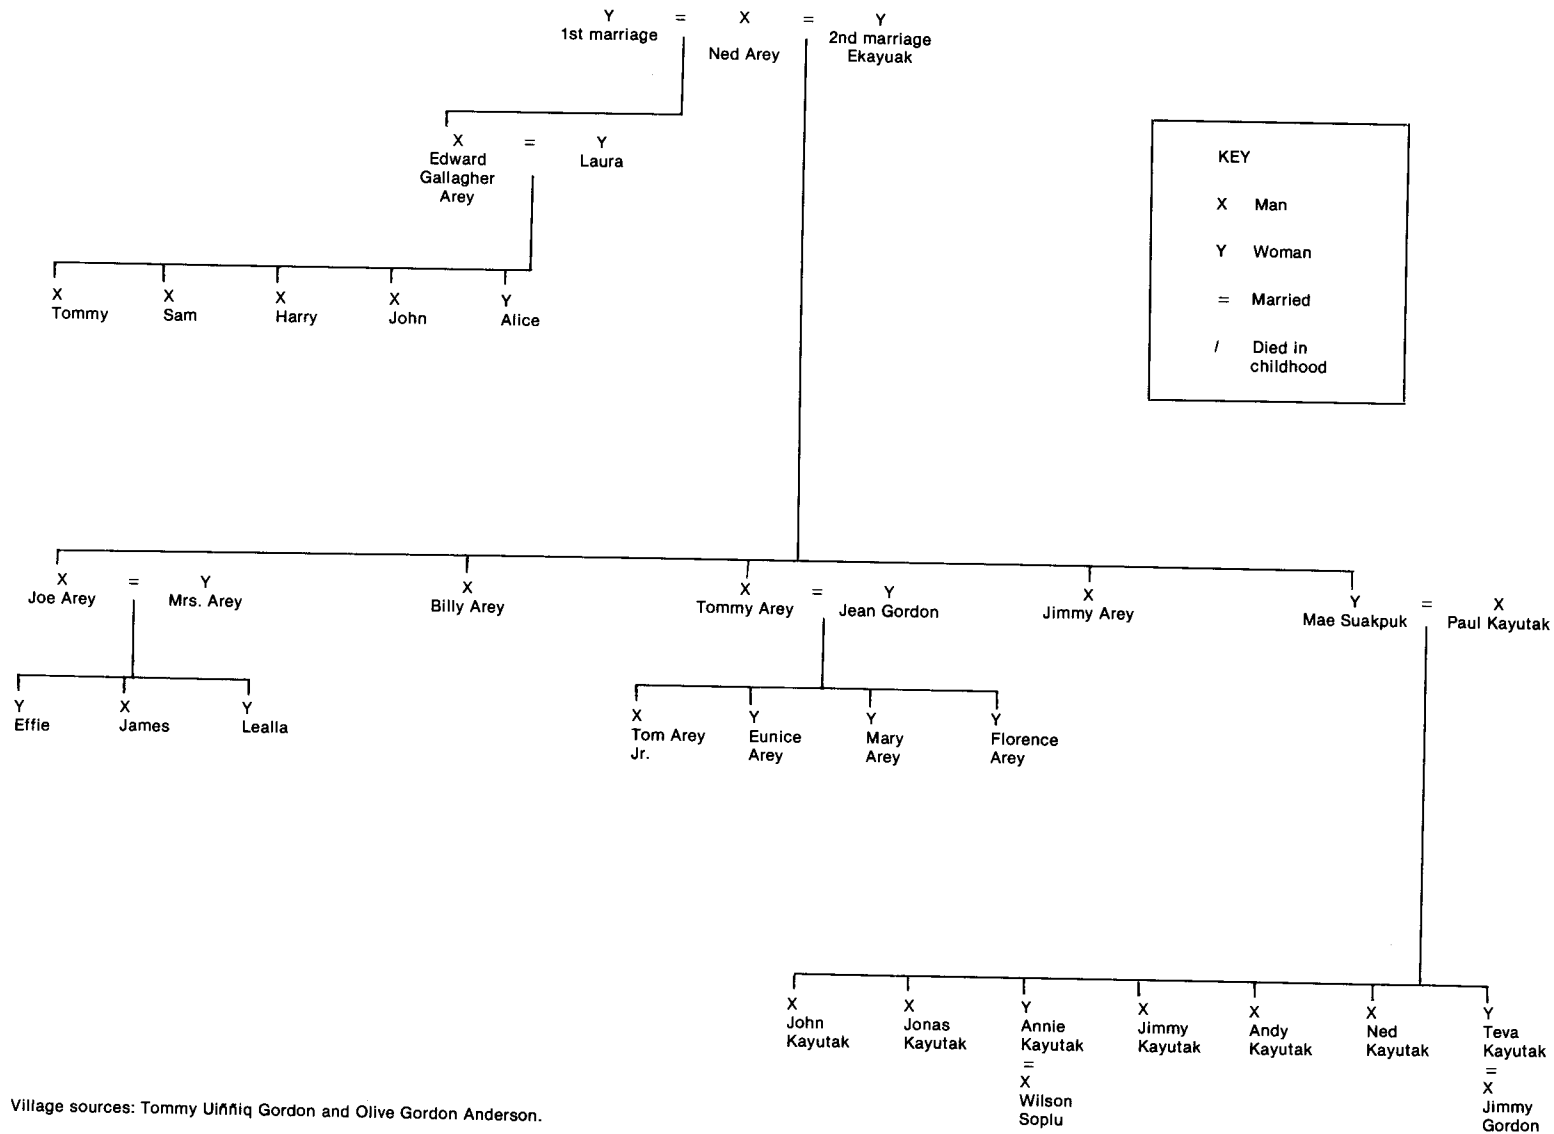 Y = X = Y
1st marriage
Ned Arey
2nd marriage
Ekayuak
X = Y
Edward
Gallagher
Arey
Laura
KEY
X Man
Y Woman
= Married
/ Died in
childhood
X X X X Y
Tommy Sam Harry John Alice
X = Y X X = Y X Y = X
Joe Arey Mrs. Arey Billy Arey Tommy Arey Jean Gordon Jimmy Arey Mae Suakpuk Paul Kayutak
Y X Y
Effie James Lealla
X Y Y Y
Tom Arey
Jr.
Eunice
Arey
Mary
Arey
Florence
Arey
X
John
Kayutak
X
Jonas
Kayutak
Y
Annie
Kayutak
=
X
Wilson
Soplu
X
Jimmy
Kayutak
X
Andy
Kayutak
X
Ned
Kayutak
Y
Teva
Kayutak
=
X
Jimmy
Gordon
Village sources: Tommy Uiññiq Gordon and Olive Gordon Anderson.